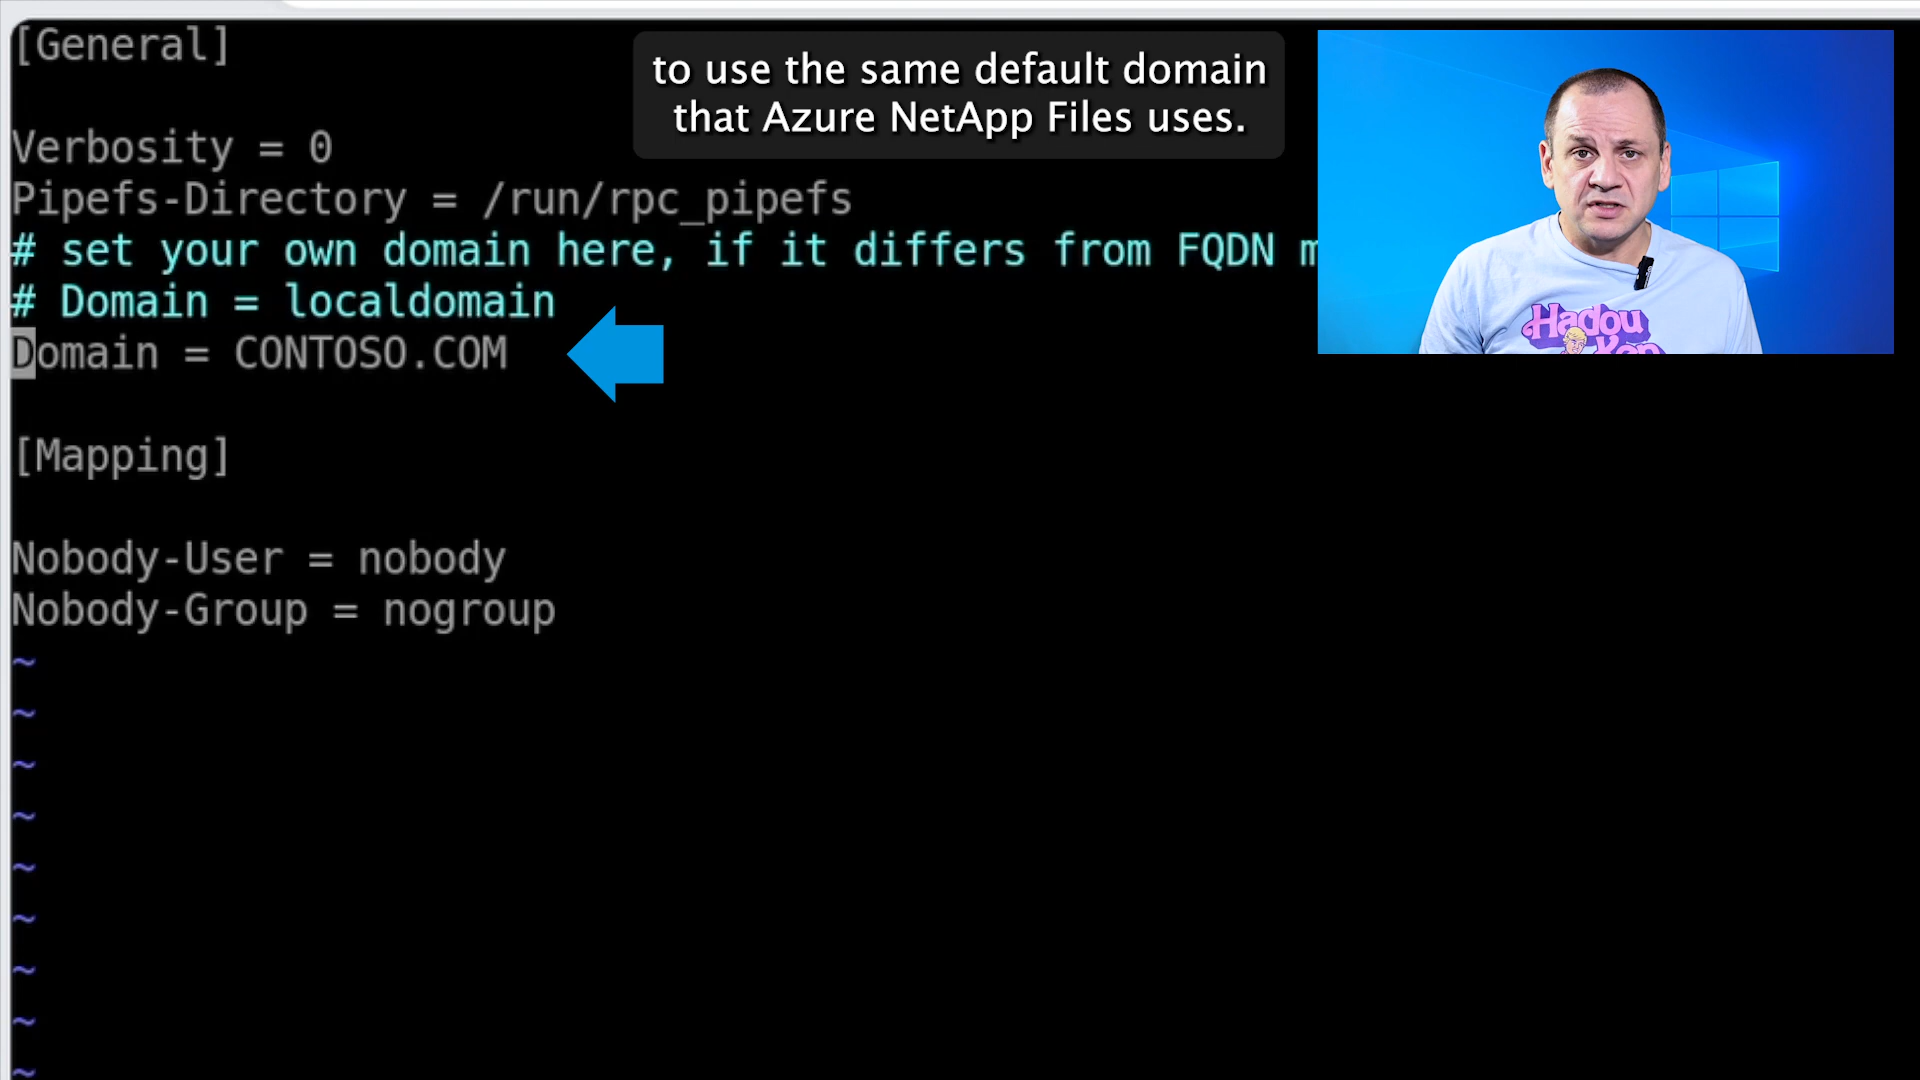 [General]
to use the same default domain
that Azure NetApp Files uses.
Verbosity = 0
Pipefs-Directory = /run/rpc_pipefs
# set your own domain here, if it differs from FQDN m
# Domain = localdomain
Domain = CONTOSO.COM
[Mapping]
Nobody-User = nobody
Nobody-Group = nogroup
~
~
~
~
~
~
~
~
~
Hadou
Ken